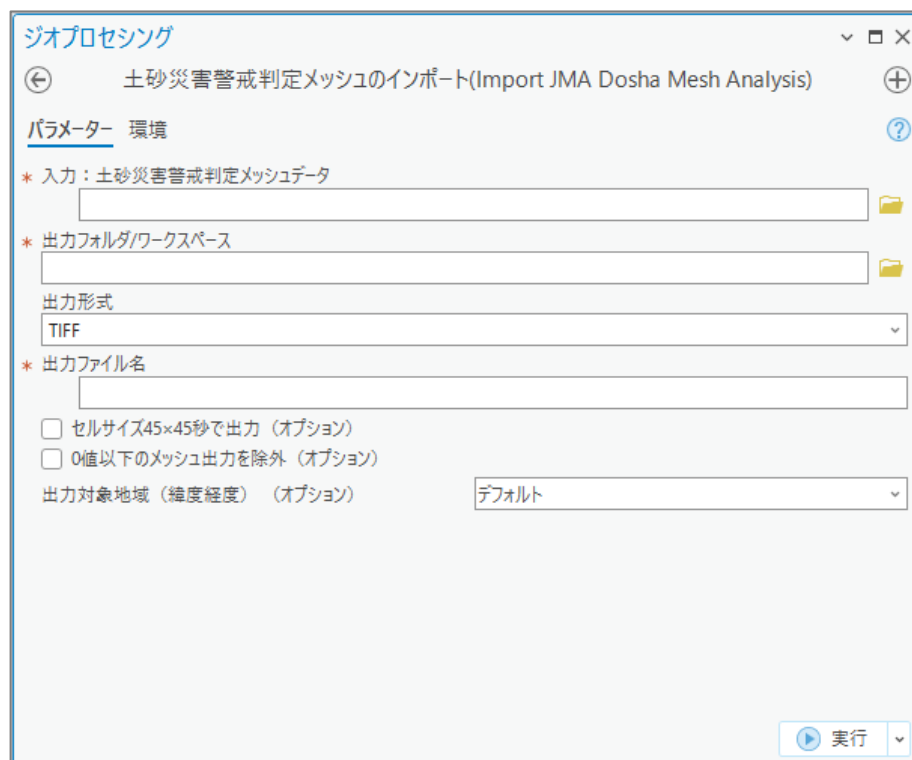 ジオプロセシング
土砂災害警戒判定メッシュのインポート(Import JMA Dosha Mesh Analysis)
パラメーター 環境
* 入力：土砂災害警戒判定メッシュデータ
* 出力フォルダ/ワークスペース
出力形式
TIFF
* 出力ファイル名
セルサイズ45×45秒で出力（オプション）
0値以下のメッシュ出力を除外（オプション）
出力対象地域（緯度経度）（オプション） デフォルト
実行